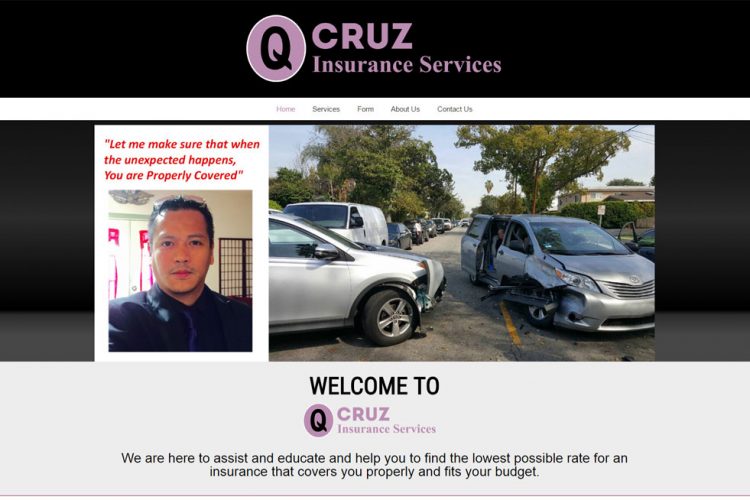 Q CRUZ
Insurance Services
Home Services Form About Us Contact Us
"Let me make sure that when
the unexpected happens,
You are Properly Covered"
WELCOME TO
Q CRUZ
Insurance Services
We are here to assist and educate and help you to find the lowest possible rate for an
insurance that covers you properly and fits your budget.